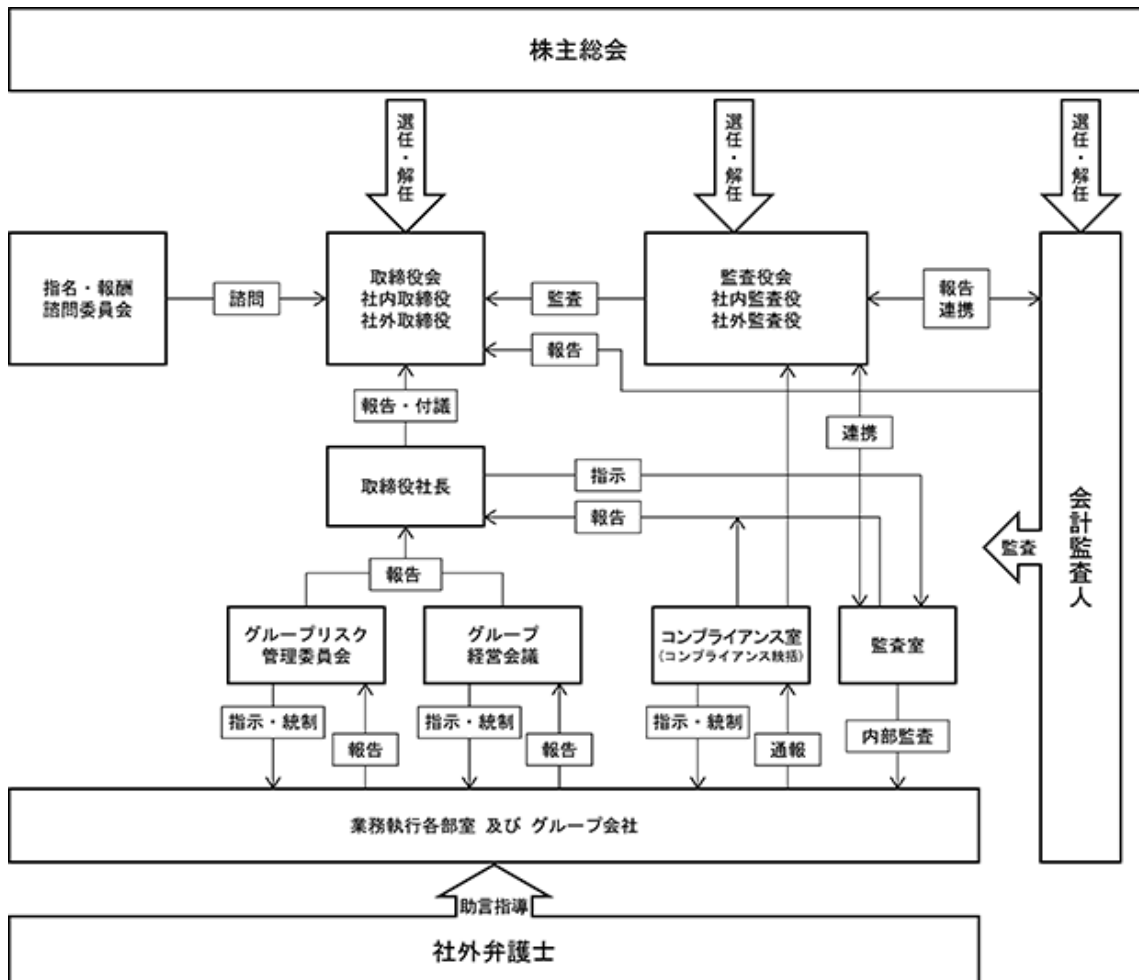 株主総会
選任・解任
選任・解任
選任・解任
指名・報酬
諮問委員会
諮問
取締役会
社内取締役
社外取締役
監査
監査役会
社内監査役
社外監査役
報告
連携
報告
報告・付議
連携
取締役社長
指示
報告
会計監査人
監査
報告
グループリスク
管理委員会
グループ
経営会議
コンプライアンス室
(コンプライアンス統括)
監査室
指示・統制
報告
指示・統制
報告
指示・統制
通報
内部監査
業務執行各部室 及び グループ会社
助言指導
社外弁護士